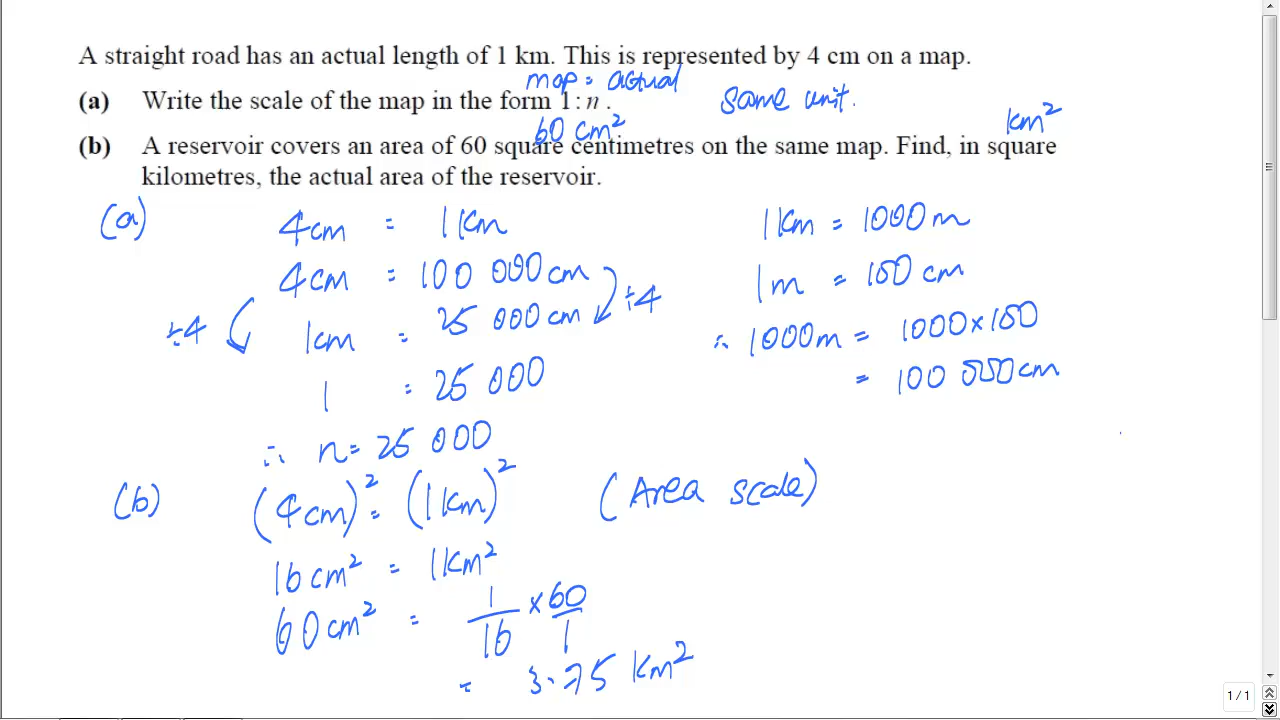 A straight road has an actual length of 1 km. This is represented by 4 cm on a map.
map : actual
(a) Write the scale of the map in the form 1 : n .
same unit.
60 cm²
km²
(b) A reservoir covers an area of 60 square centimetres on the same map. Find, in square
kilometres, the actual area of the reservoir.
(a) 4cm : 1km
1km = 1000m
4cm : 100 000cm
1m = 100cm
÷4 1km : 25 000cm ÷4
∴ 1000m = 1000×100
1 : 25 000
= 100 000cm
∴ n = 25 000
(b) (4cm)² : (1km)² (Area scale)
16cm² : 1km²
60cm² : 1/16 × 60/1
= 3.75 km²
1 / 1